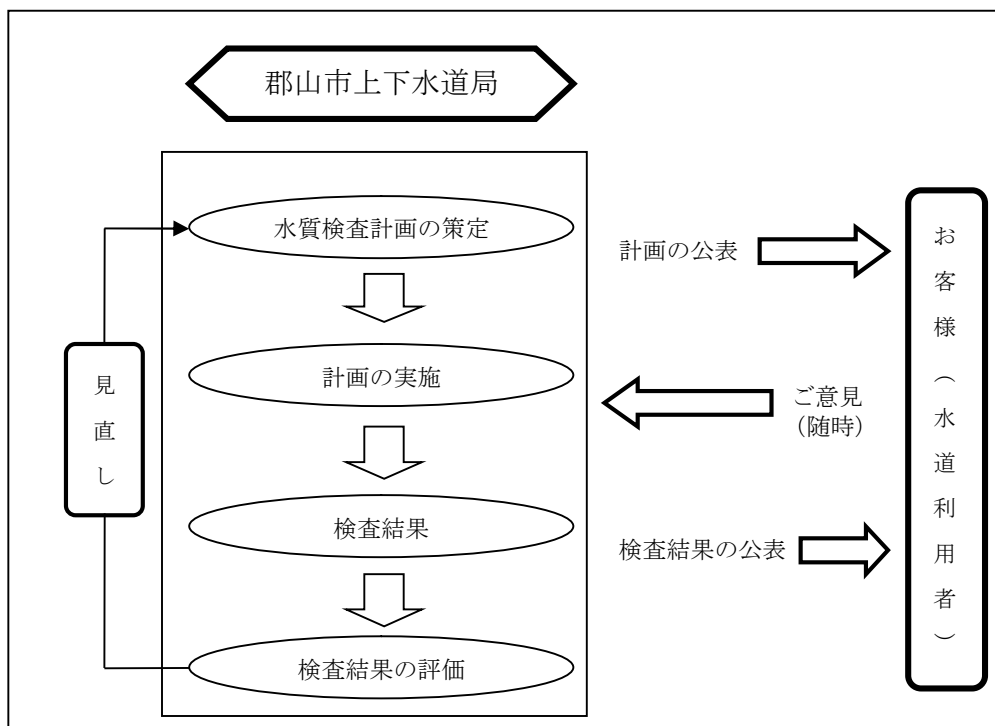 郡山市上下水道局
水質検査計画の策定
計画の公表
計画の実施
ご意見
(随時)
検査結果
検査結果の公表
検査結果の評価
見直し
お客様（水道利用者）